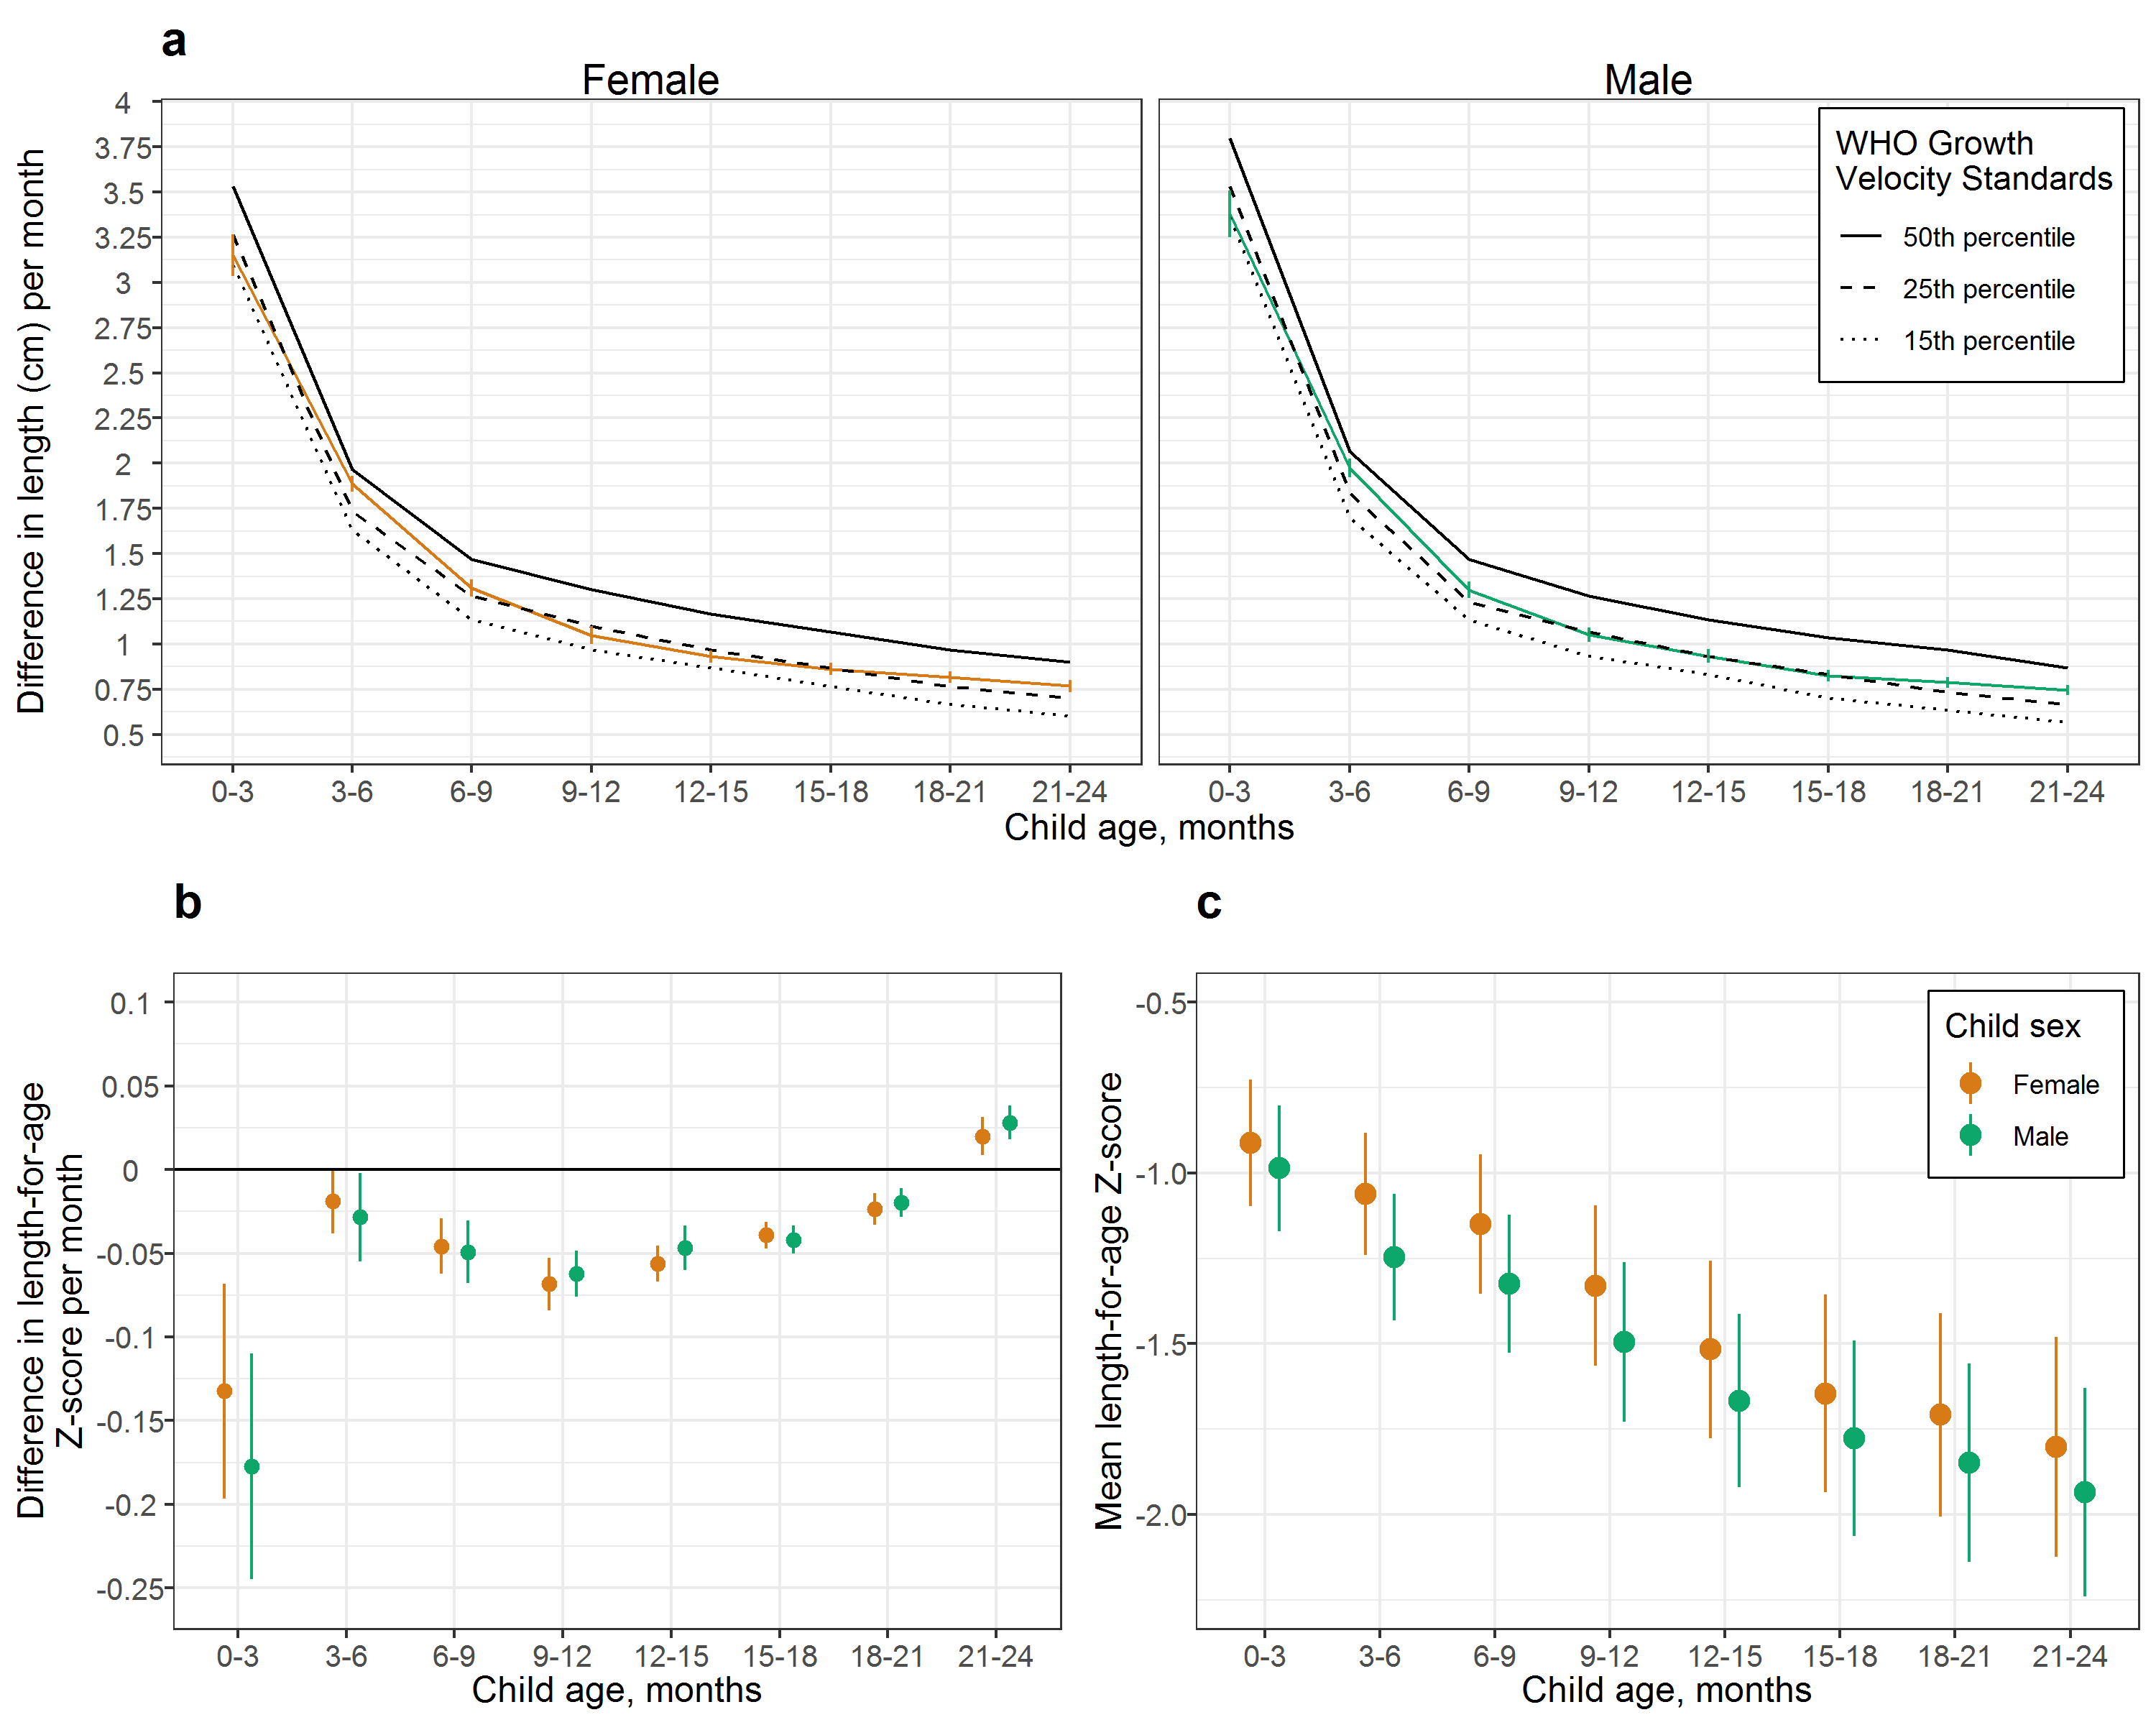 a
Female
Male
4
3.75
3.5
3.25
3
2.75
2.5
2.25
2
1.75
1.5
1.25
1
0.75
0.5
Difference in length (cm) per month
WHO Growth
Velocity Standards
50th percentile
25th percentile
15th percentile
0-3 3-6 6-9 9-12 12-15 15-18 18-21 21-24
0-3 3-6 6-9 9-12 12-15 15-18 18-21 21-24
Child age, months
b
0.1
0.05
0
-0.05
-0.1
-0.15
-0.2
-0.25
Difference in length-for-age
Z-score per month
0-3 3-6 6-9 9-12 12-15 15-18 18-21 21-24
Child age, months
c
-0.5
-1.0
-1.5
-2.0
Mean length-for-age Z-score
Child sex
Female
Male
0-3 3-6 6-9 9-12 12-15 15-18 18-21 21-24
Child age, months